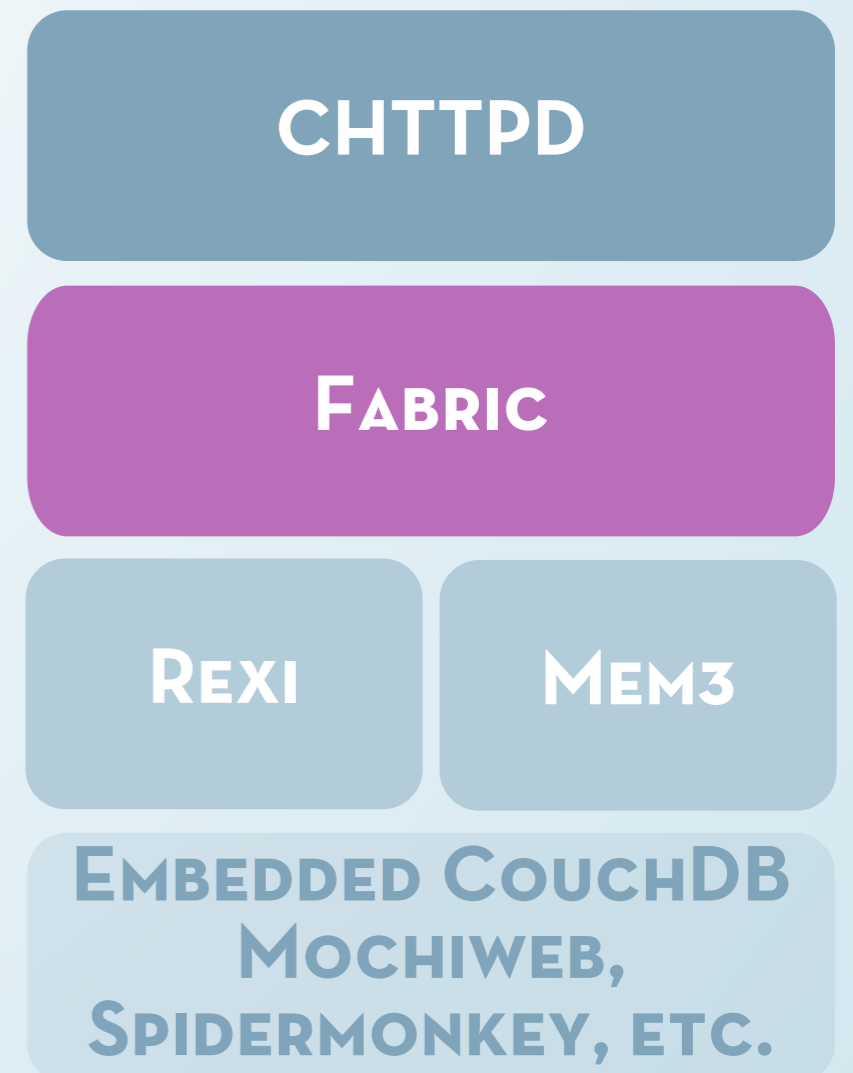 CHTTPD
Fabric
Rexi
Mem3
Embedded CouchDB
Mochiweb,
Spidermonkey, etc.